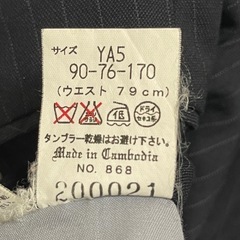 サイズ YA5
90-76-170
(ウエスト 79cm)
低 ドライ
タンブラー乾燥はお避け下さい。
Made in Cambodia
NO. 868
200021